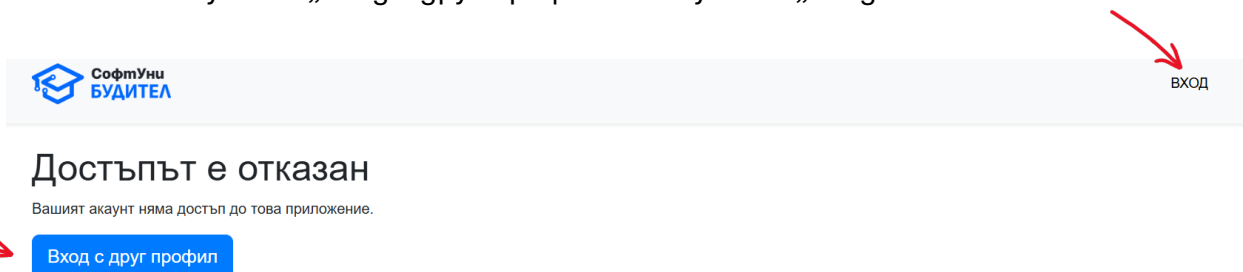 СофтУни
БУДИТЕЛ
ВХОД
Достъпът е отказан
Вашият акаунт няма достъп до това приложение.
Вход с друг профил